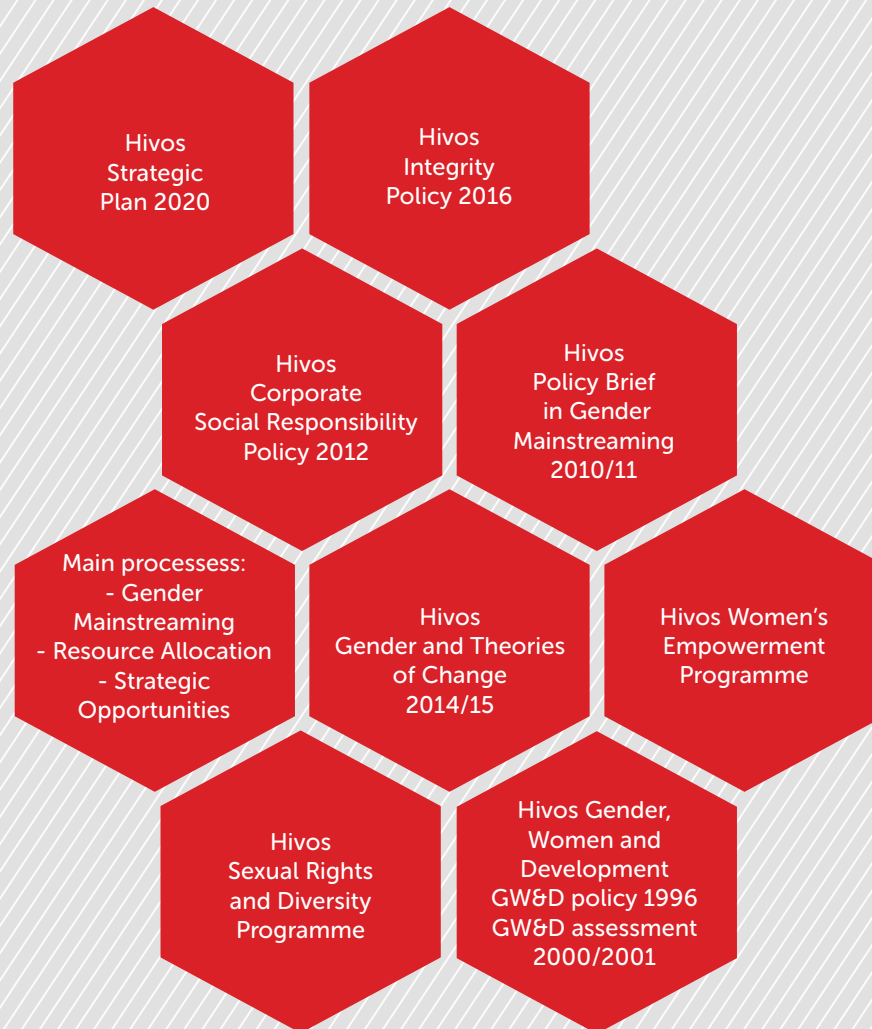 Hivos
Strategic
Plan 2020
Hivos
Integrity
Policy 2016
Hivos
Corporate
Social Responsibility
Policy 2012
Hivos
Policy Brief
in Gender
Mainstreaming
2010/11
Main processess:
- Gender
Mainstreaming
- Resource Allocation
- Strategic
Opportunities
Hivos
Gender and Theories
of Change
2014/15
Hivos Women’s
Empowerment
Programme
Hivos
Sexual Rights
and Diversity
Programme
Hivos Gender,
Women and
Development
GW&D policy 1996
GW&D assessment
2000/2001